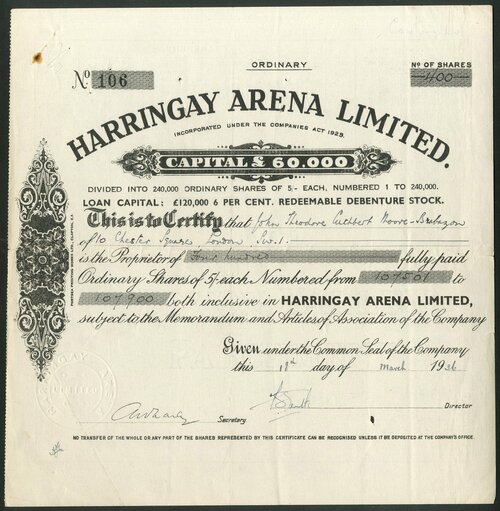 ORDINARY
Nº 106
Nº OF SHARES
400
HARRINGAY ARENA LIMITED.
INCORPORATED UNDER THE COMPANIES ACT 1929.
CAPITAL £ 60,000
DIVIDED INTO 240,000 ORDINARY SHARES OF 5/- EACH, NUMBERED 1 TO 240,000.
LOAN CAPITAL: £120,000 6 PER CENT. REDEEMABLE DEBENTURE STOCK.
This is to Certify that John Theodore Cuthbert Moore-Brabazon
of 10 Chester Square, London S.W.1.
is the Proprietor of Four hundred fully paid
Ordinary Shares of 5/- each Numbered from 107501 to
107900 both inclusive in HARRINGAY ARENA LIMITED,
subject to the Memorandum and Articles of Association of the Company
Given under the Common Seal of the Company
this 18th day of March 1936
Secretary
Director
NO TRANSFER OF THE WHOLE OR ANY PART OF THE SHARES REPRESENTED BY THIS CERTIFICATE CAN BE RECOGNISED UNLESS IT BE DEPOSITED AT THE COMPANY'S OFFICE.